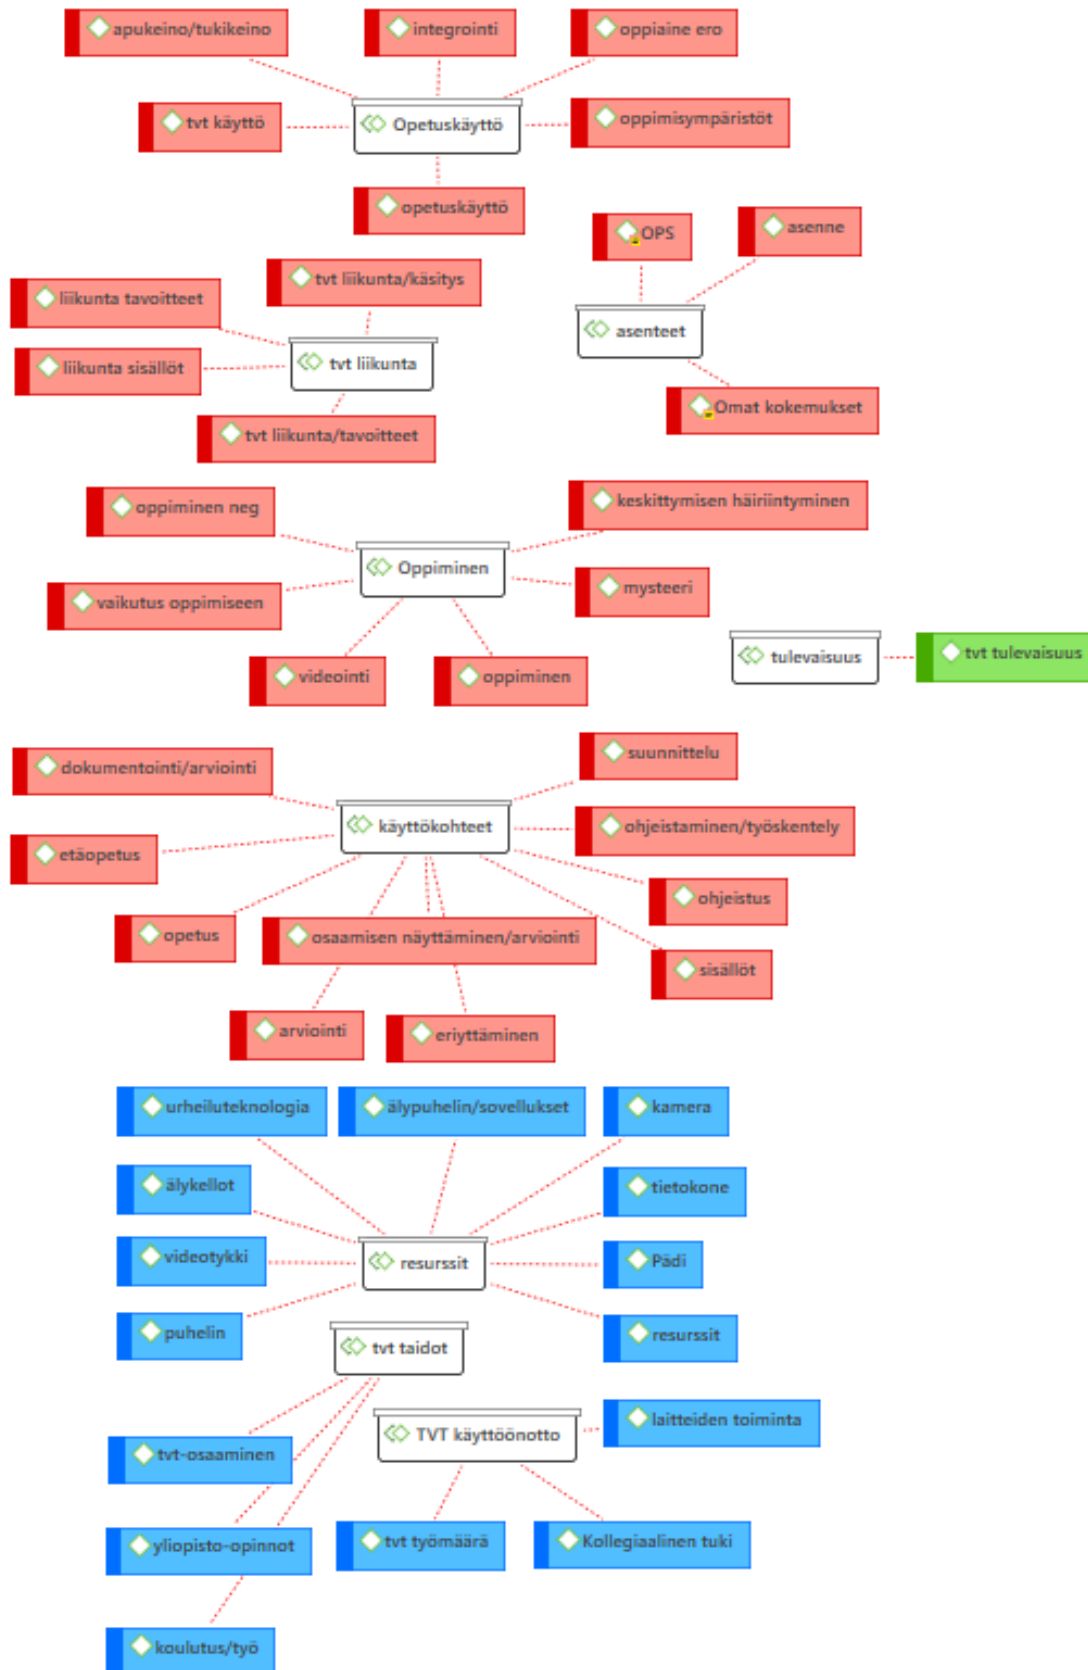 apukeino/tukikeino
integrointi
oppiaine ero
tvt käyttö
Opetuskäyttö
oppimisympäristöt
opetuskäyttö
OPS
asenne
tvt liikunta/käsitys
liikunta tavoitteet
asenteet
tvt liikunta
liikunta sisällöt
Omat kokemukset
tvt liikunta/tavoitteet
oppiminen neg
keskittymisen häiriintyminen
Oppiminen
vaikutus oppimiseen
mysteeri
tulevaisuus
tvt tulevaisuus
videointi
oppiminen
dokumentointi/arviointi
suunnittelu
käyttökohteet
ohjeistaminen/työskentely
etäopetus
ohjeistus
opetus
osaamisen näyttäminen/arviointi
sisällöt
arviointi
eriyttäminen
urheiluteknologia
älypuhelin/sovellukset
kamera
älykellot
tietokone
videotykki
resurssit
Pädi
puhelin
resurssit
tvt taidot
laitteiden toiminta
TVT käyttöönotto
tvt-osaaminen
yliopisto-opinnot
tvt työmäärä
Kollegiaalinen tuki
koulutus/työ